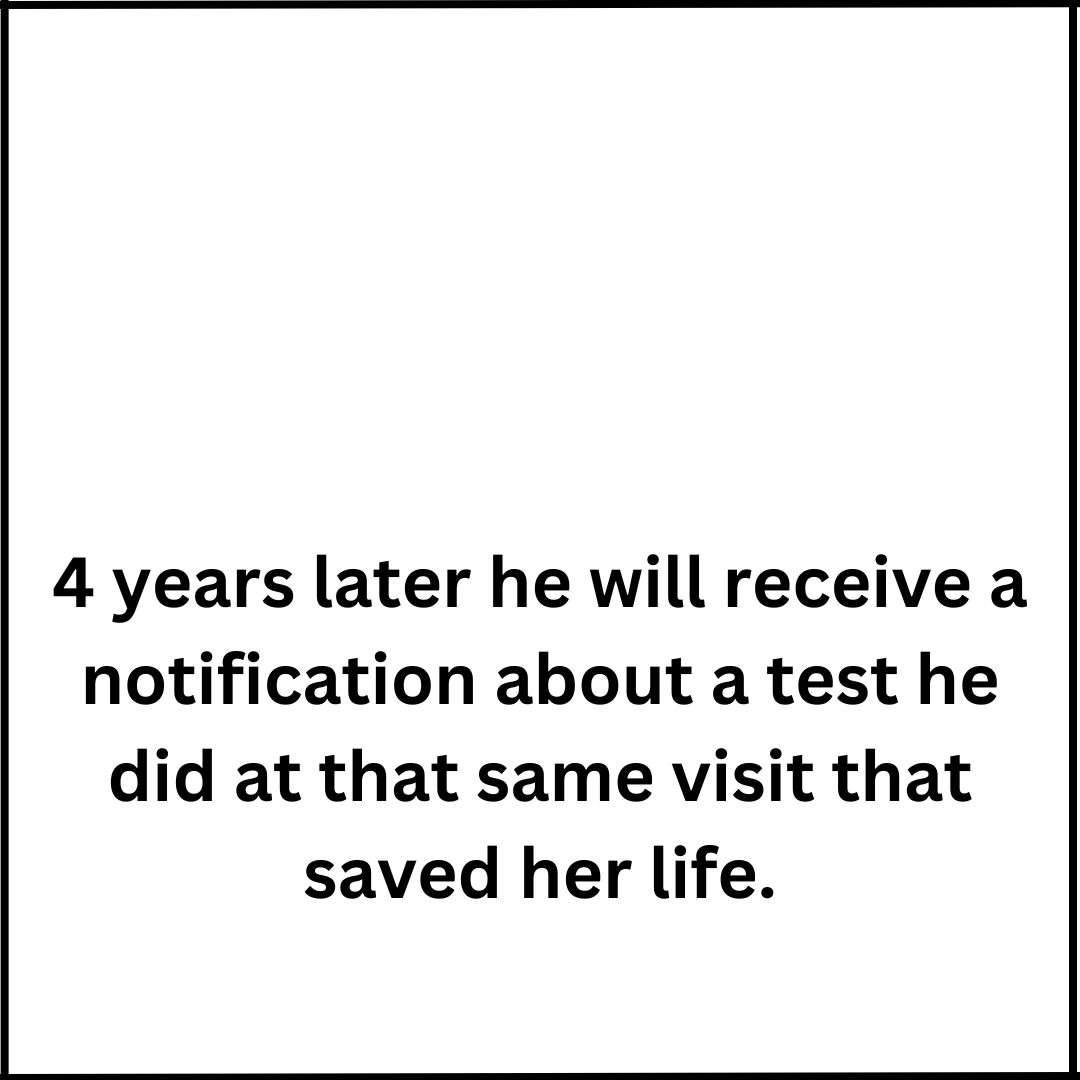 4 years later he will receive a
notification about a test he
did at that same visit that
saved her life.